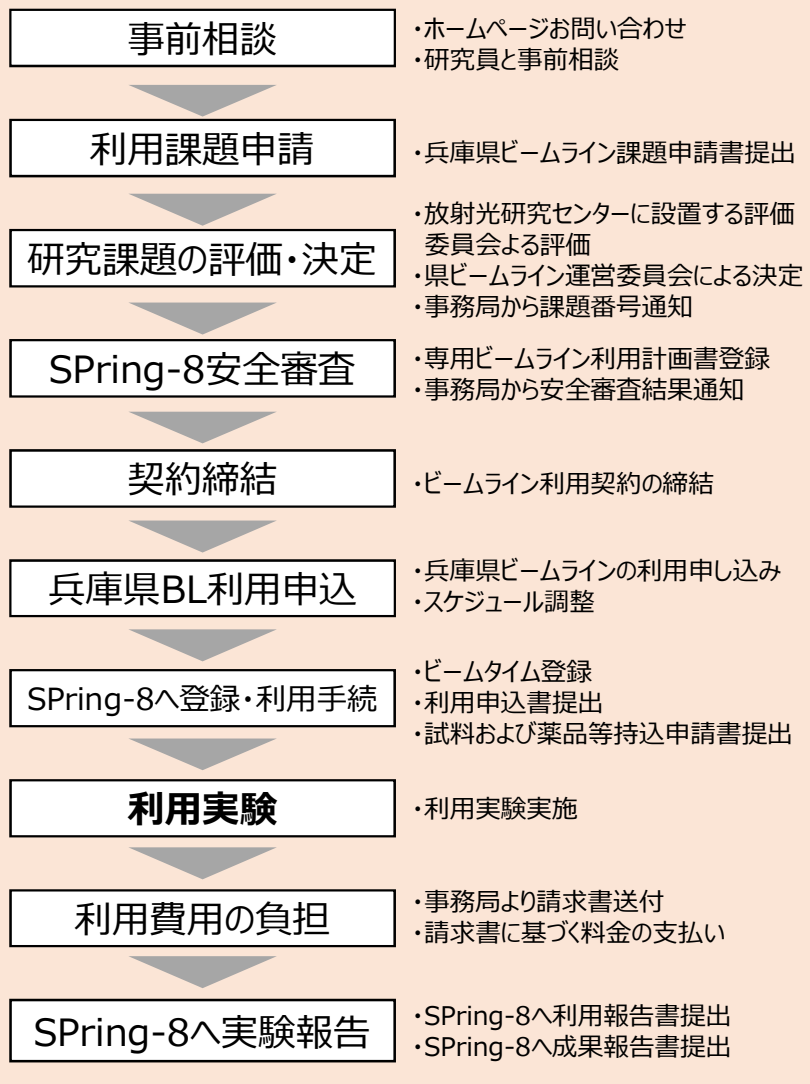 事前相談
・ホームページお問い合わせ
・研究員と事前相談
利用課題申請
・兵庫県ビームライン課題申請書提出
研究課題の評価・決定
・放射光研究センターに設置する評価
委員会よる評価
・県ビームライン運営委員会による決定
・事務局から課題番号通知
SPring-8安全審査
・専用ビームライン利用計画書登録
・事務局から安全審査結果通知
契約締結
・ビームライン利用契約の締結
兵庫県BL利用申込
・兵庫県ビームラインの利用申し込み
・スケジュール調整
SPring-8へ登録・利用手続
・ビームタイム登録
・利用申込書提出
・試料および薬品等持込申請書提出
利用実験
・利用実験実施
利用費用の負担
・事務局より請求書送付
・請求書に基づく料金の支払い
SPring-8へ実験報告
・SPring-8へ利用報告書提出
・SPring-8へ成果報告書提出